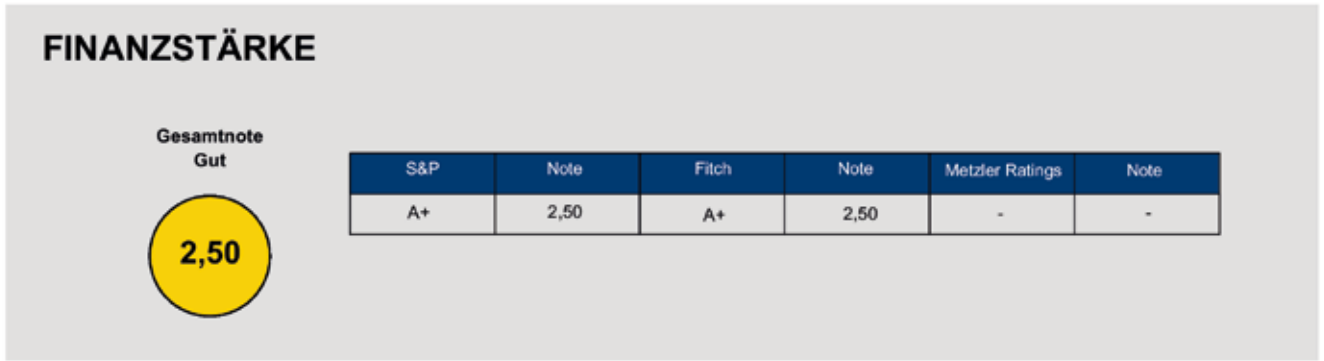 FINANZSTÄRKE
Gesamtnote
Gut
2,50
S&P Note Fitch Note Metzler Ratings Note
A+ 2,50 A+ 2,50 - -